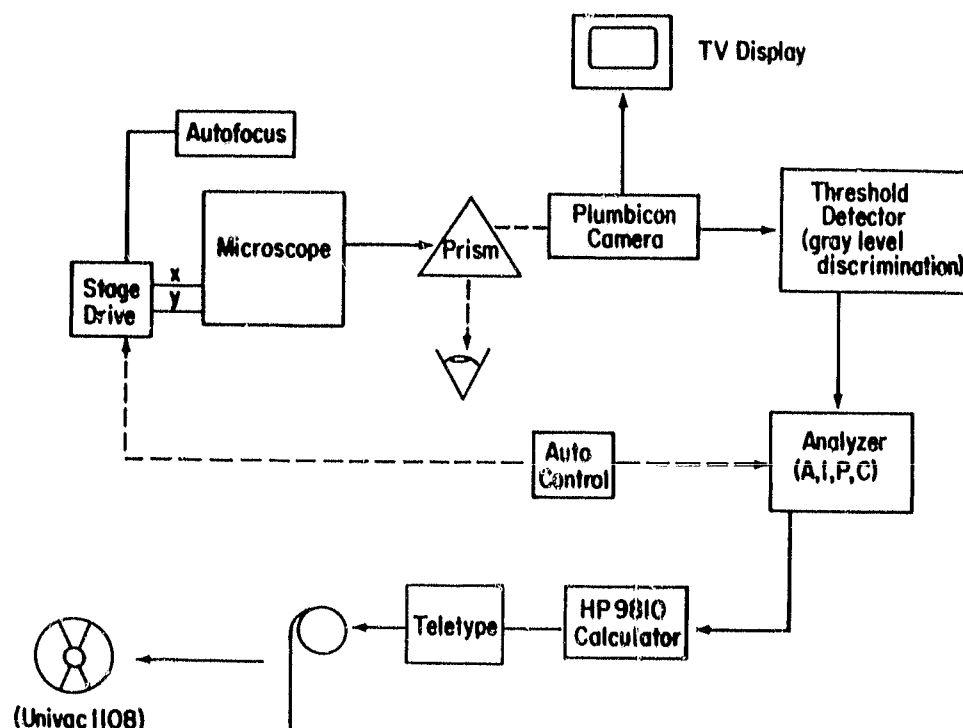 TV Display
Autofocus
Threshold
Detector
(gray level
discrimination)
Plumbicon
Camera
Microscope
Prism
x
y
Stage
Drive
Auto
Control
Analyzer
(A,I,P,C)
HP 9810
Calculator
Teletype
(Univac 1108)